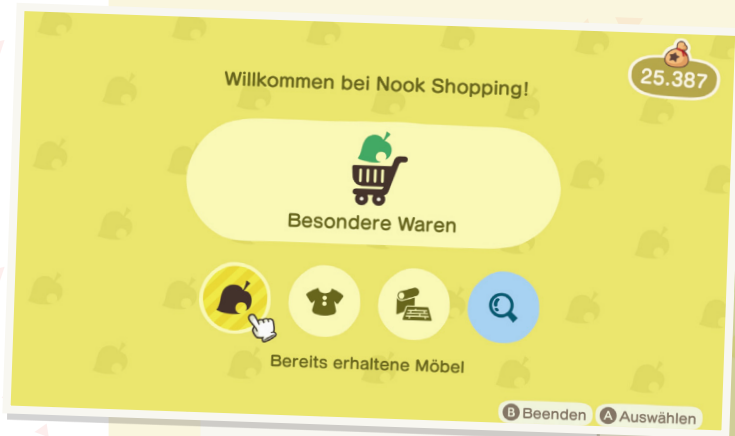 Willkommen bei Nook Shopping!
25.387
Besondere Waren
Bereits erhaltene Möbel
B Beenden A Auswählen